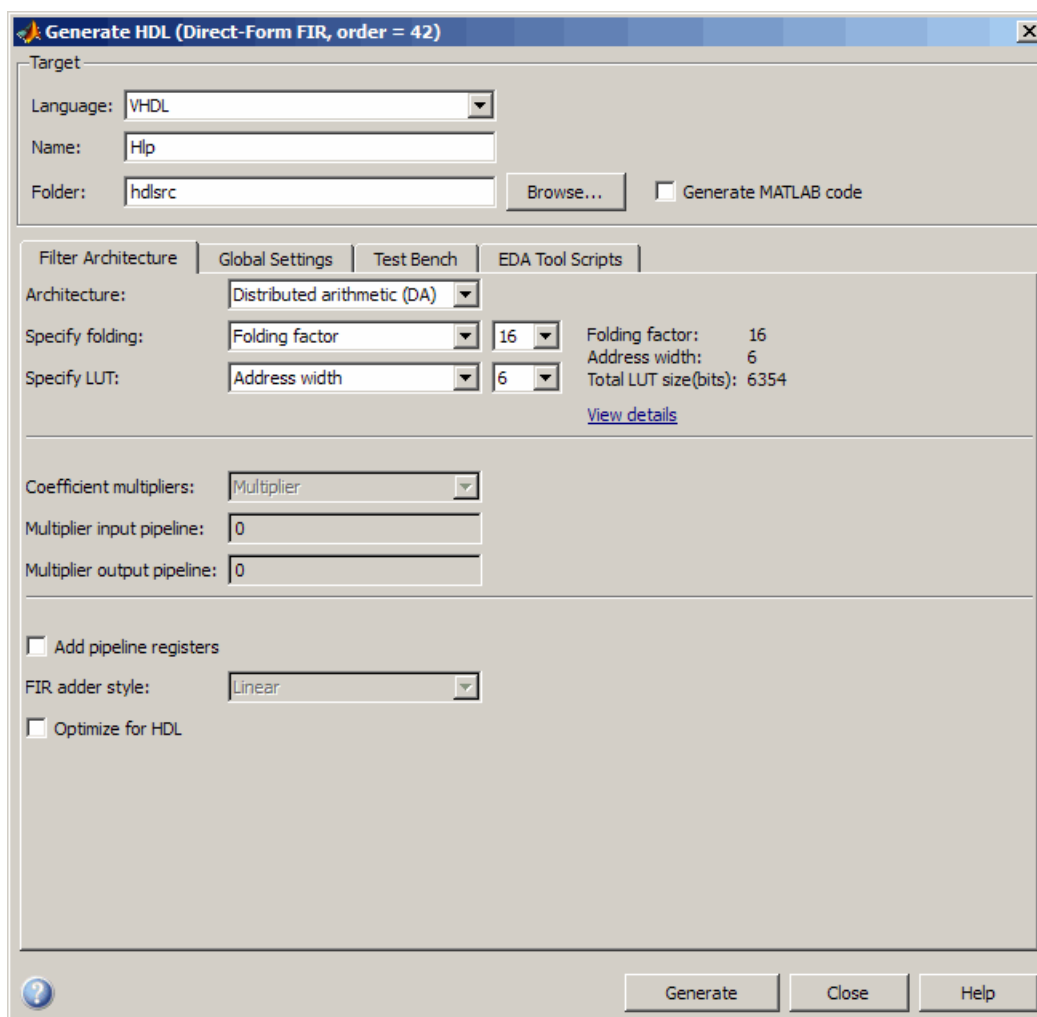 Generate HDL (Direct-Form FIR, order = 42)
Target
Language: VHDL
Name: Hlp
Folder: hdlsrc Browse... Generate MATLAB code
Filter Architecture Global Settings Test Bench EDA Tool Scripts
Architecture: Distributed arithmetic (DA)
Specify folding: Folding factor 16 Folding factor: 16
Address width: 6
Specify LUT: Address width 6 Total LUT size(bits): 6354
View details
Coefficient multipliers: Multiplier
Multiplier input pipeline: 0
Multiplier output pipeline: 0
Add pipeline registers
FIR adder style: Linear
Optimize for HDL
? Generate Close Help